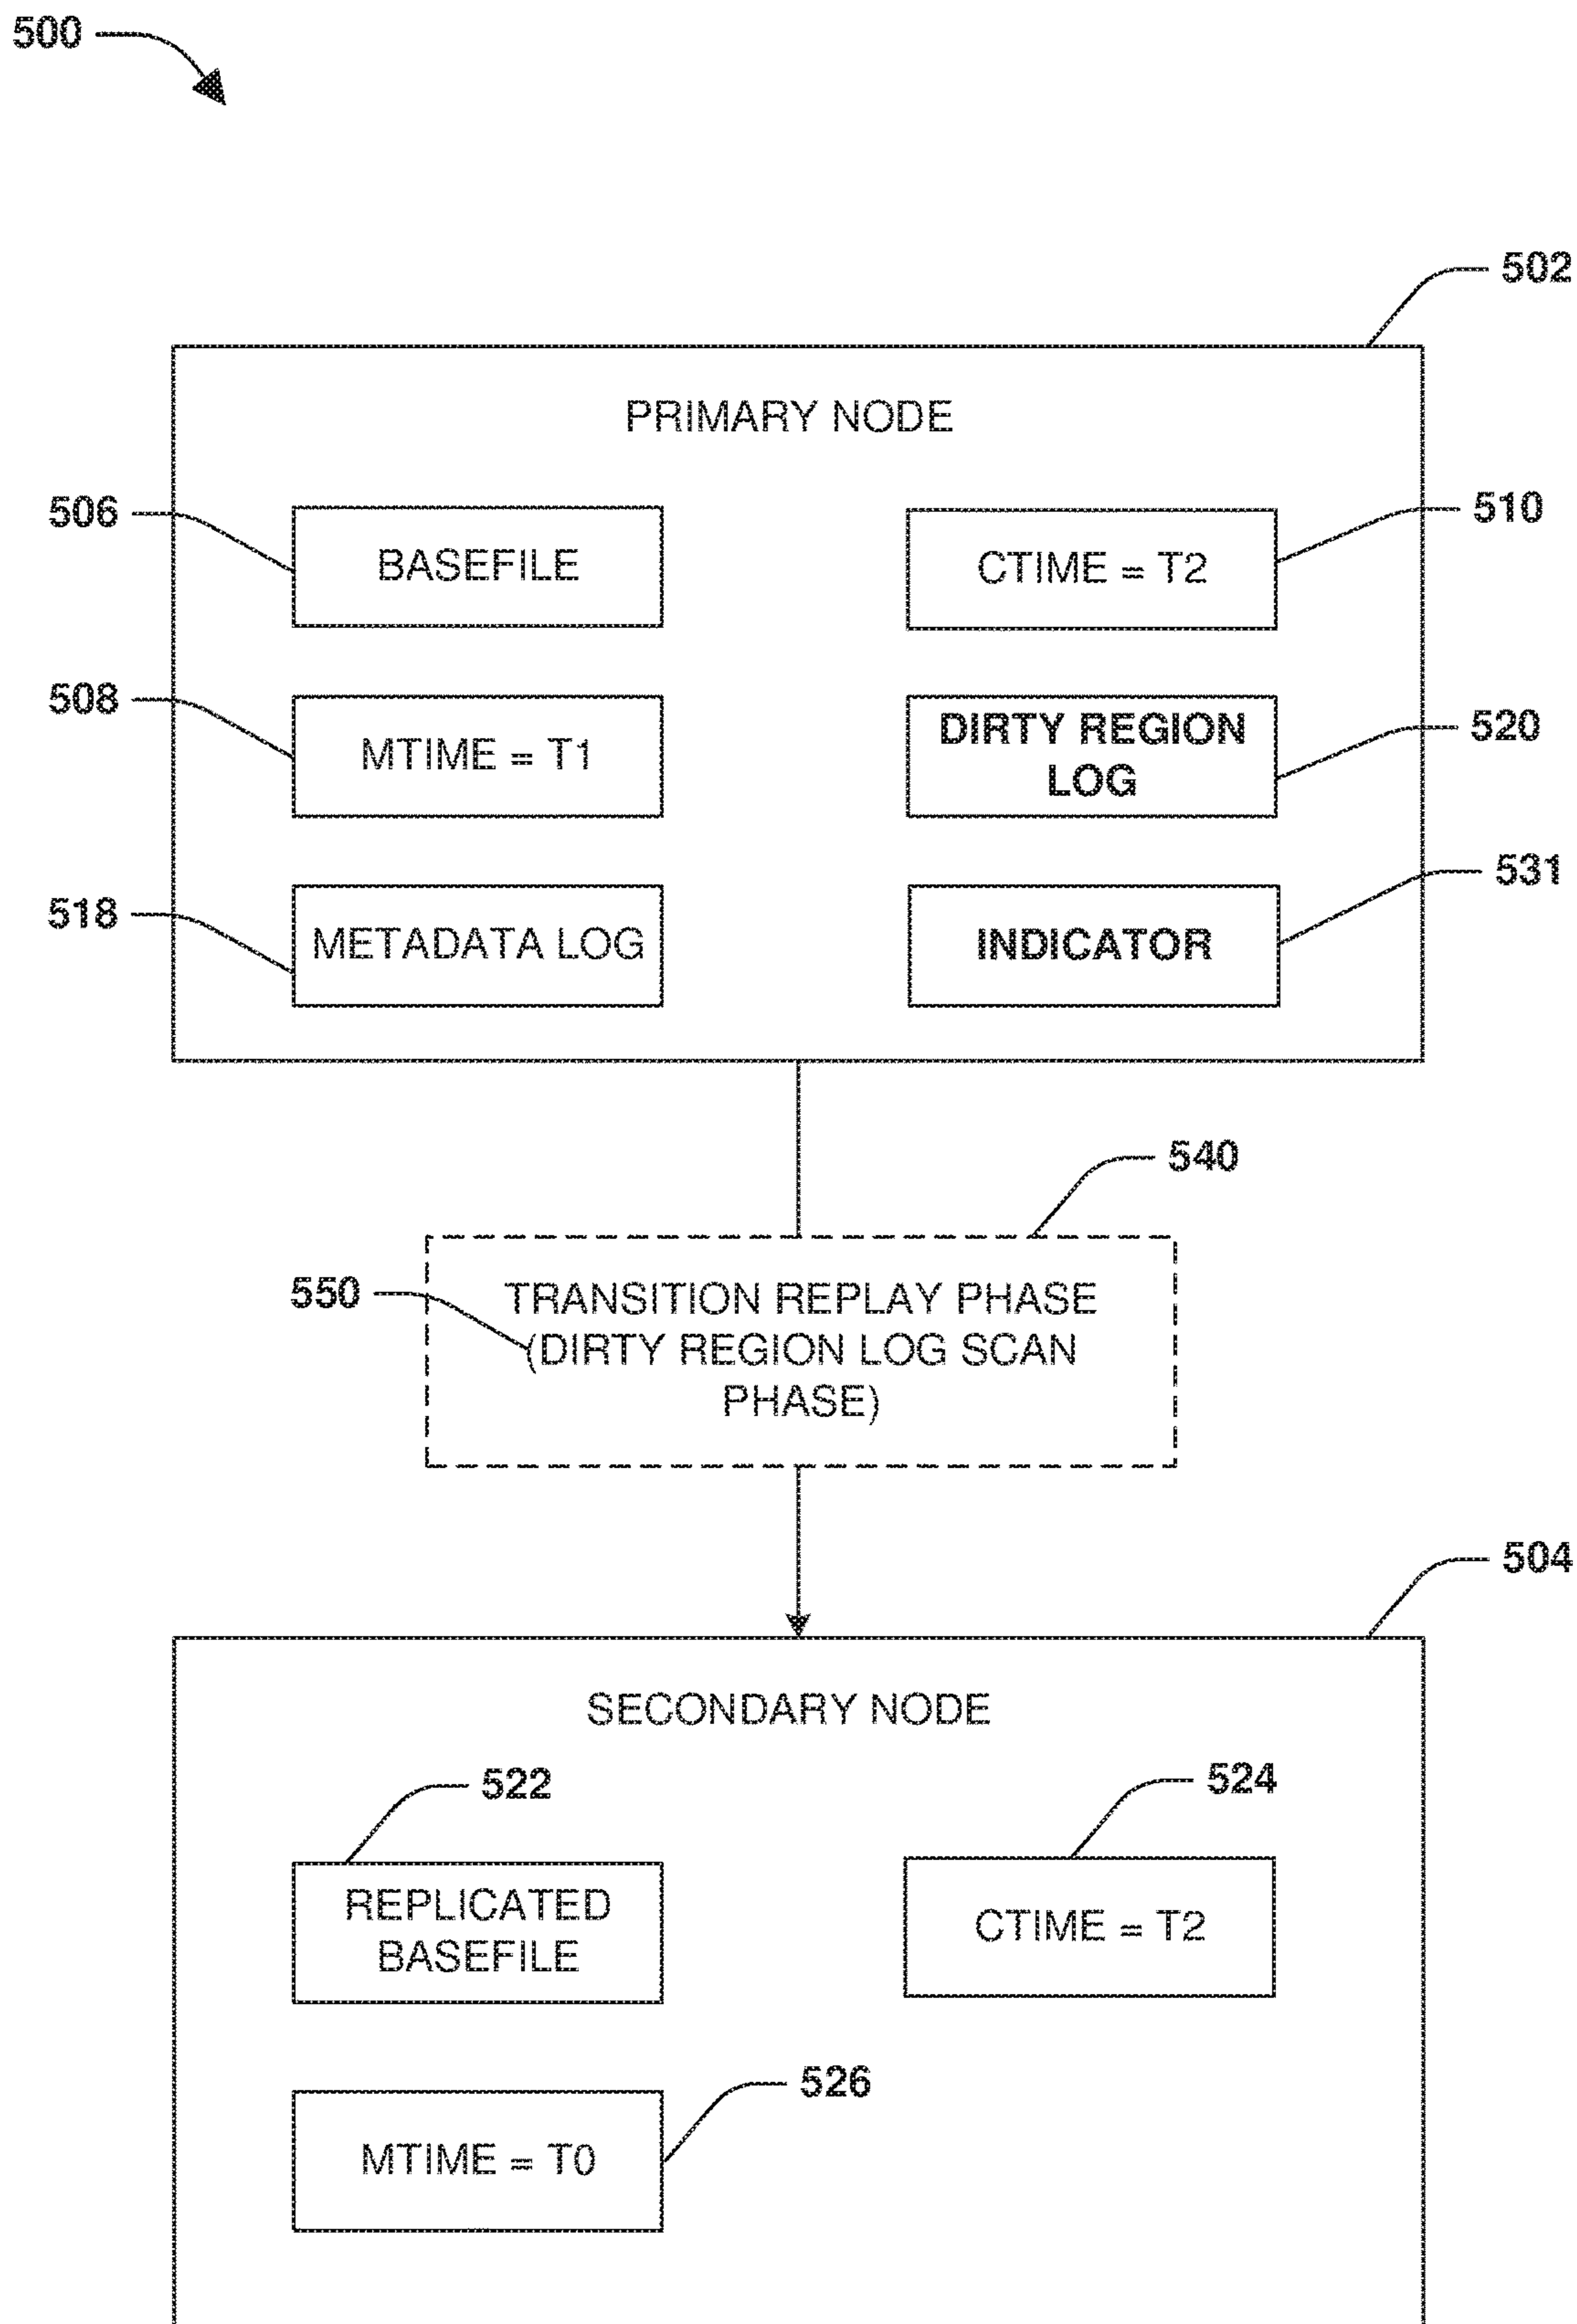 500
502
PRIMARY NODE
506
BASEFILE
CTIME = T2
510
508
MTIME = T1
DIRTY REGION
LOG
520
518
METADATA LOG
INDICATOR
531
540
550
TRANSITION REPLAY PHASE
(DIRTY REGION LOG SCAN
PHASE)
504
SECONDARY NODE
522
524
REPLICATED
BASEFILE
CTIME = T2
526
MTIME = T0